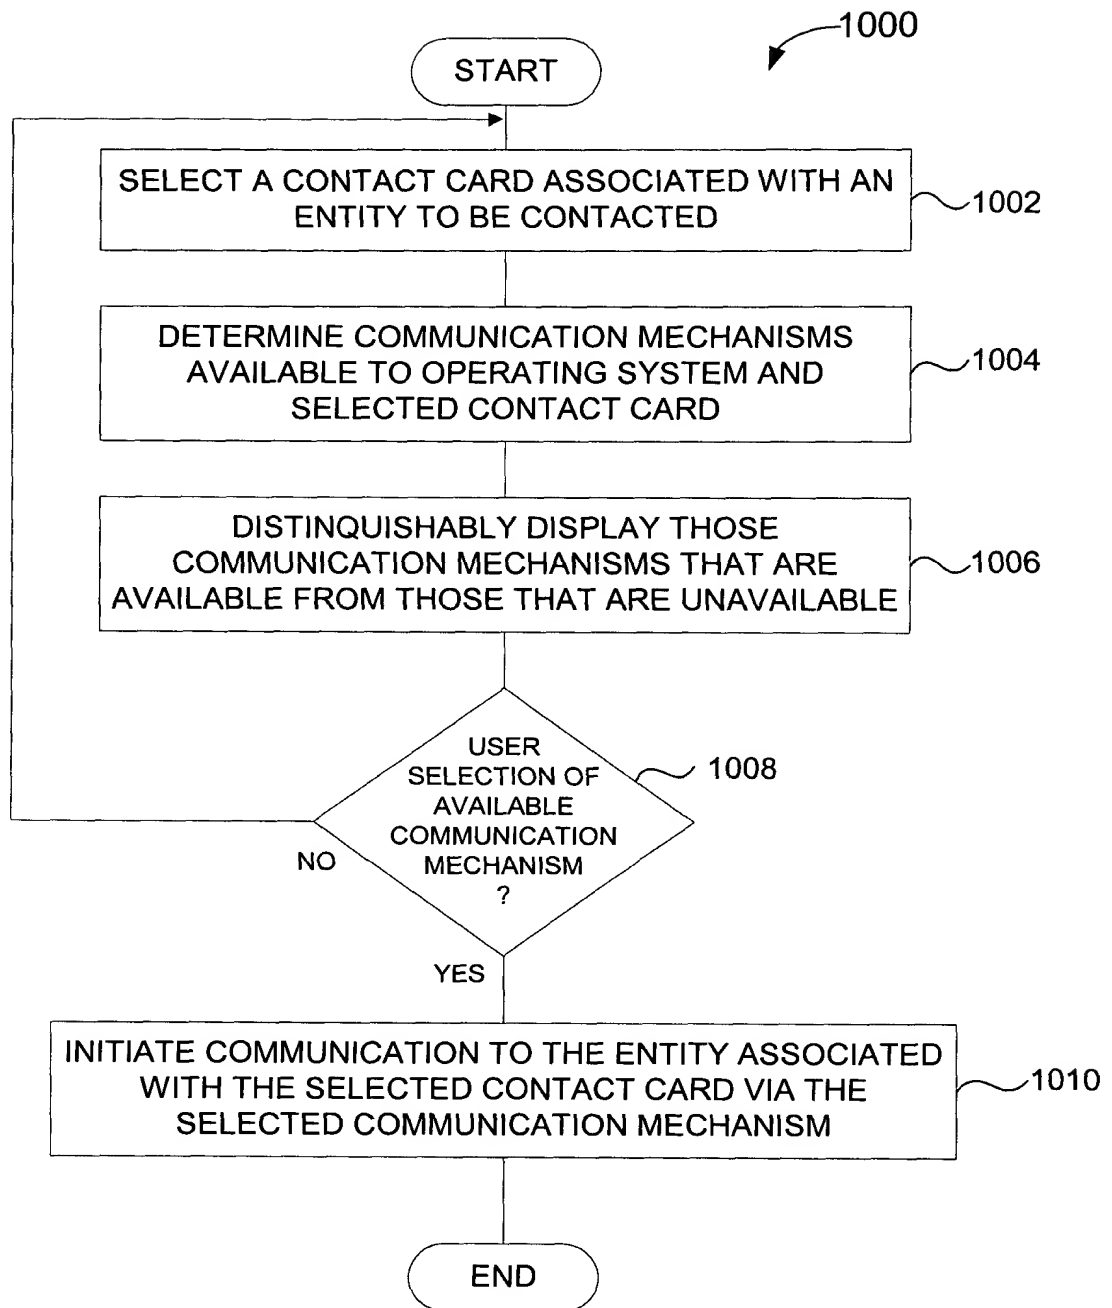 1000
START
SELECT A CONTACT CARD ASSOCIATED WITH AN
ENTITY TO BE CONTACTED
1002
DETERMINE COMMUNICATION MECHANISMS
AVAILABLE TO OPERATING SYSTEM AND
SELECTED CONTACT CARD
1004
DISTINQUISHABLY DISPLAY THOSE
COMMUNICATION MECHANISMS THAT ARE
AVAILABLE FROM THOSE THAT ARE UNAVAILABLE
1006
USER
SELECTION OF
AVAILABLE
COMMUNICATION
MECHANISM
?
1008
NO
YES
INITIATE COMMUNICATION TO THE ENTITY ASSOCIATED
WITH THE SELECTED CONTACT CARD VIA THE
SELECTED COMMUNICATION MECHANISM
1010
END